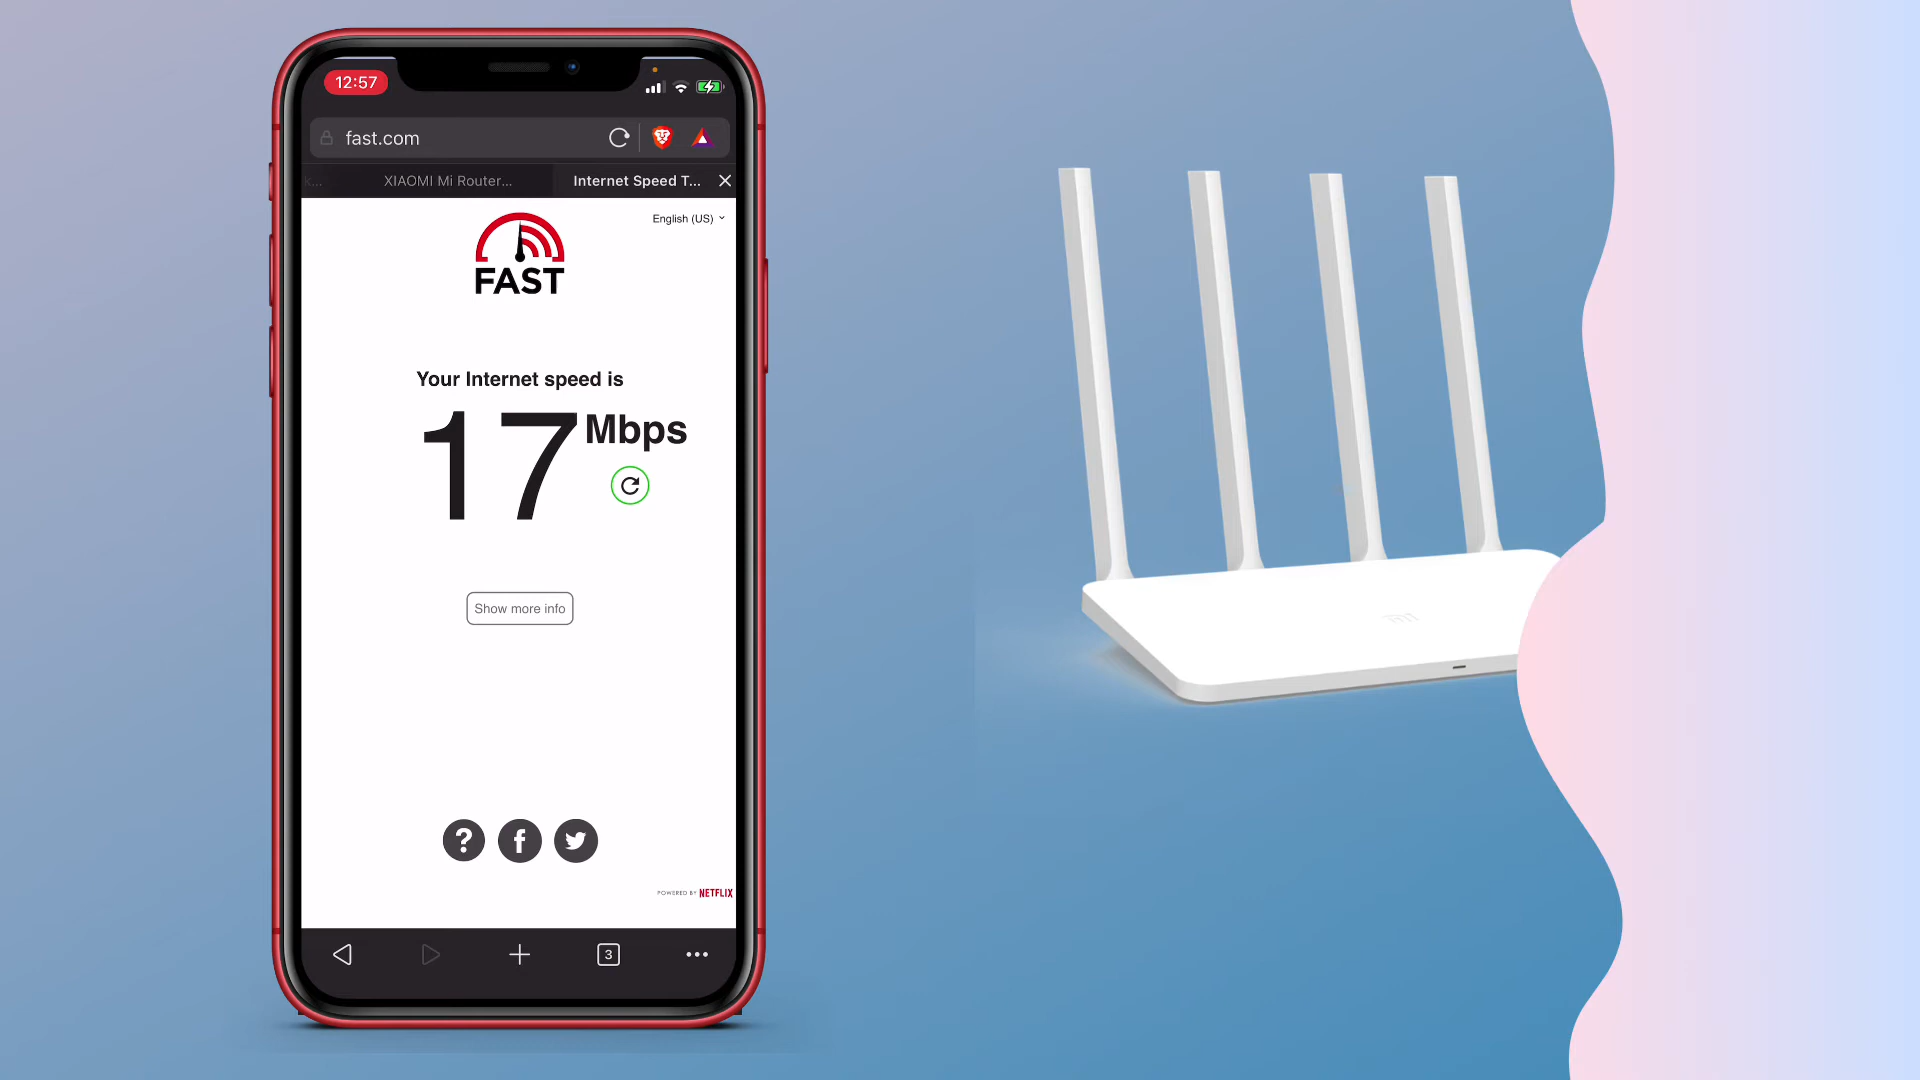 12:57
fast.com
k...
XIAOMI Mi Router...
Internet Speed T...
English (US)
FAST
Your Internet speed is
17 Mbps
Show more info
POWERED BY NETFLIX
3
mi